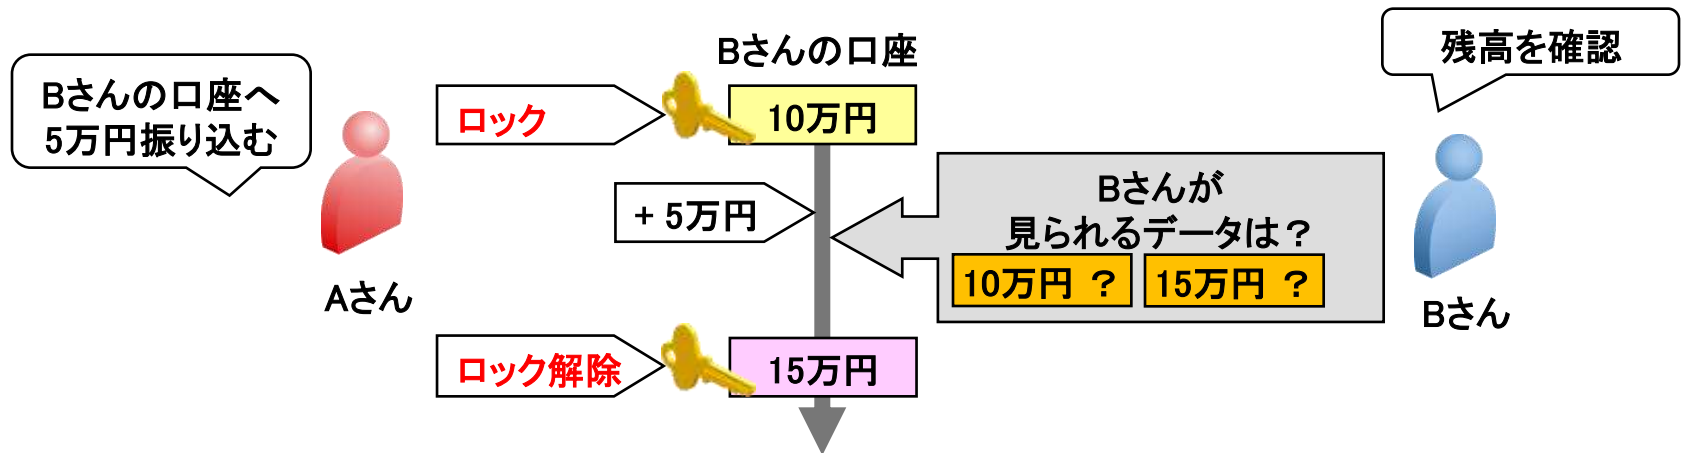 Bさんの口座へ
5万円振り込む
Aさん
Bさんの口座
ロック
10万円
+ 5万円
ロック解除
15万円
残高を確認
Bさんが
見られるデータは？
10万円 ？
15万円 ？
Bさん